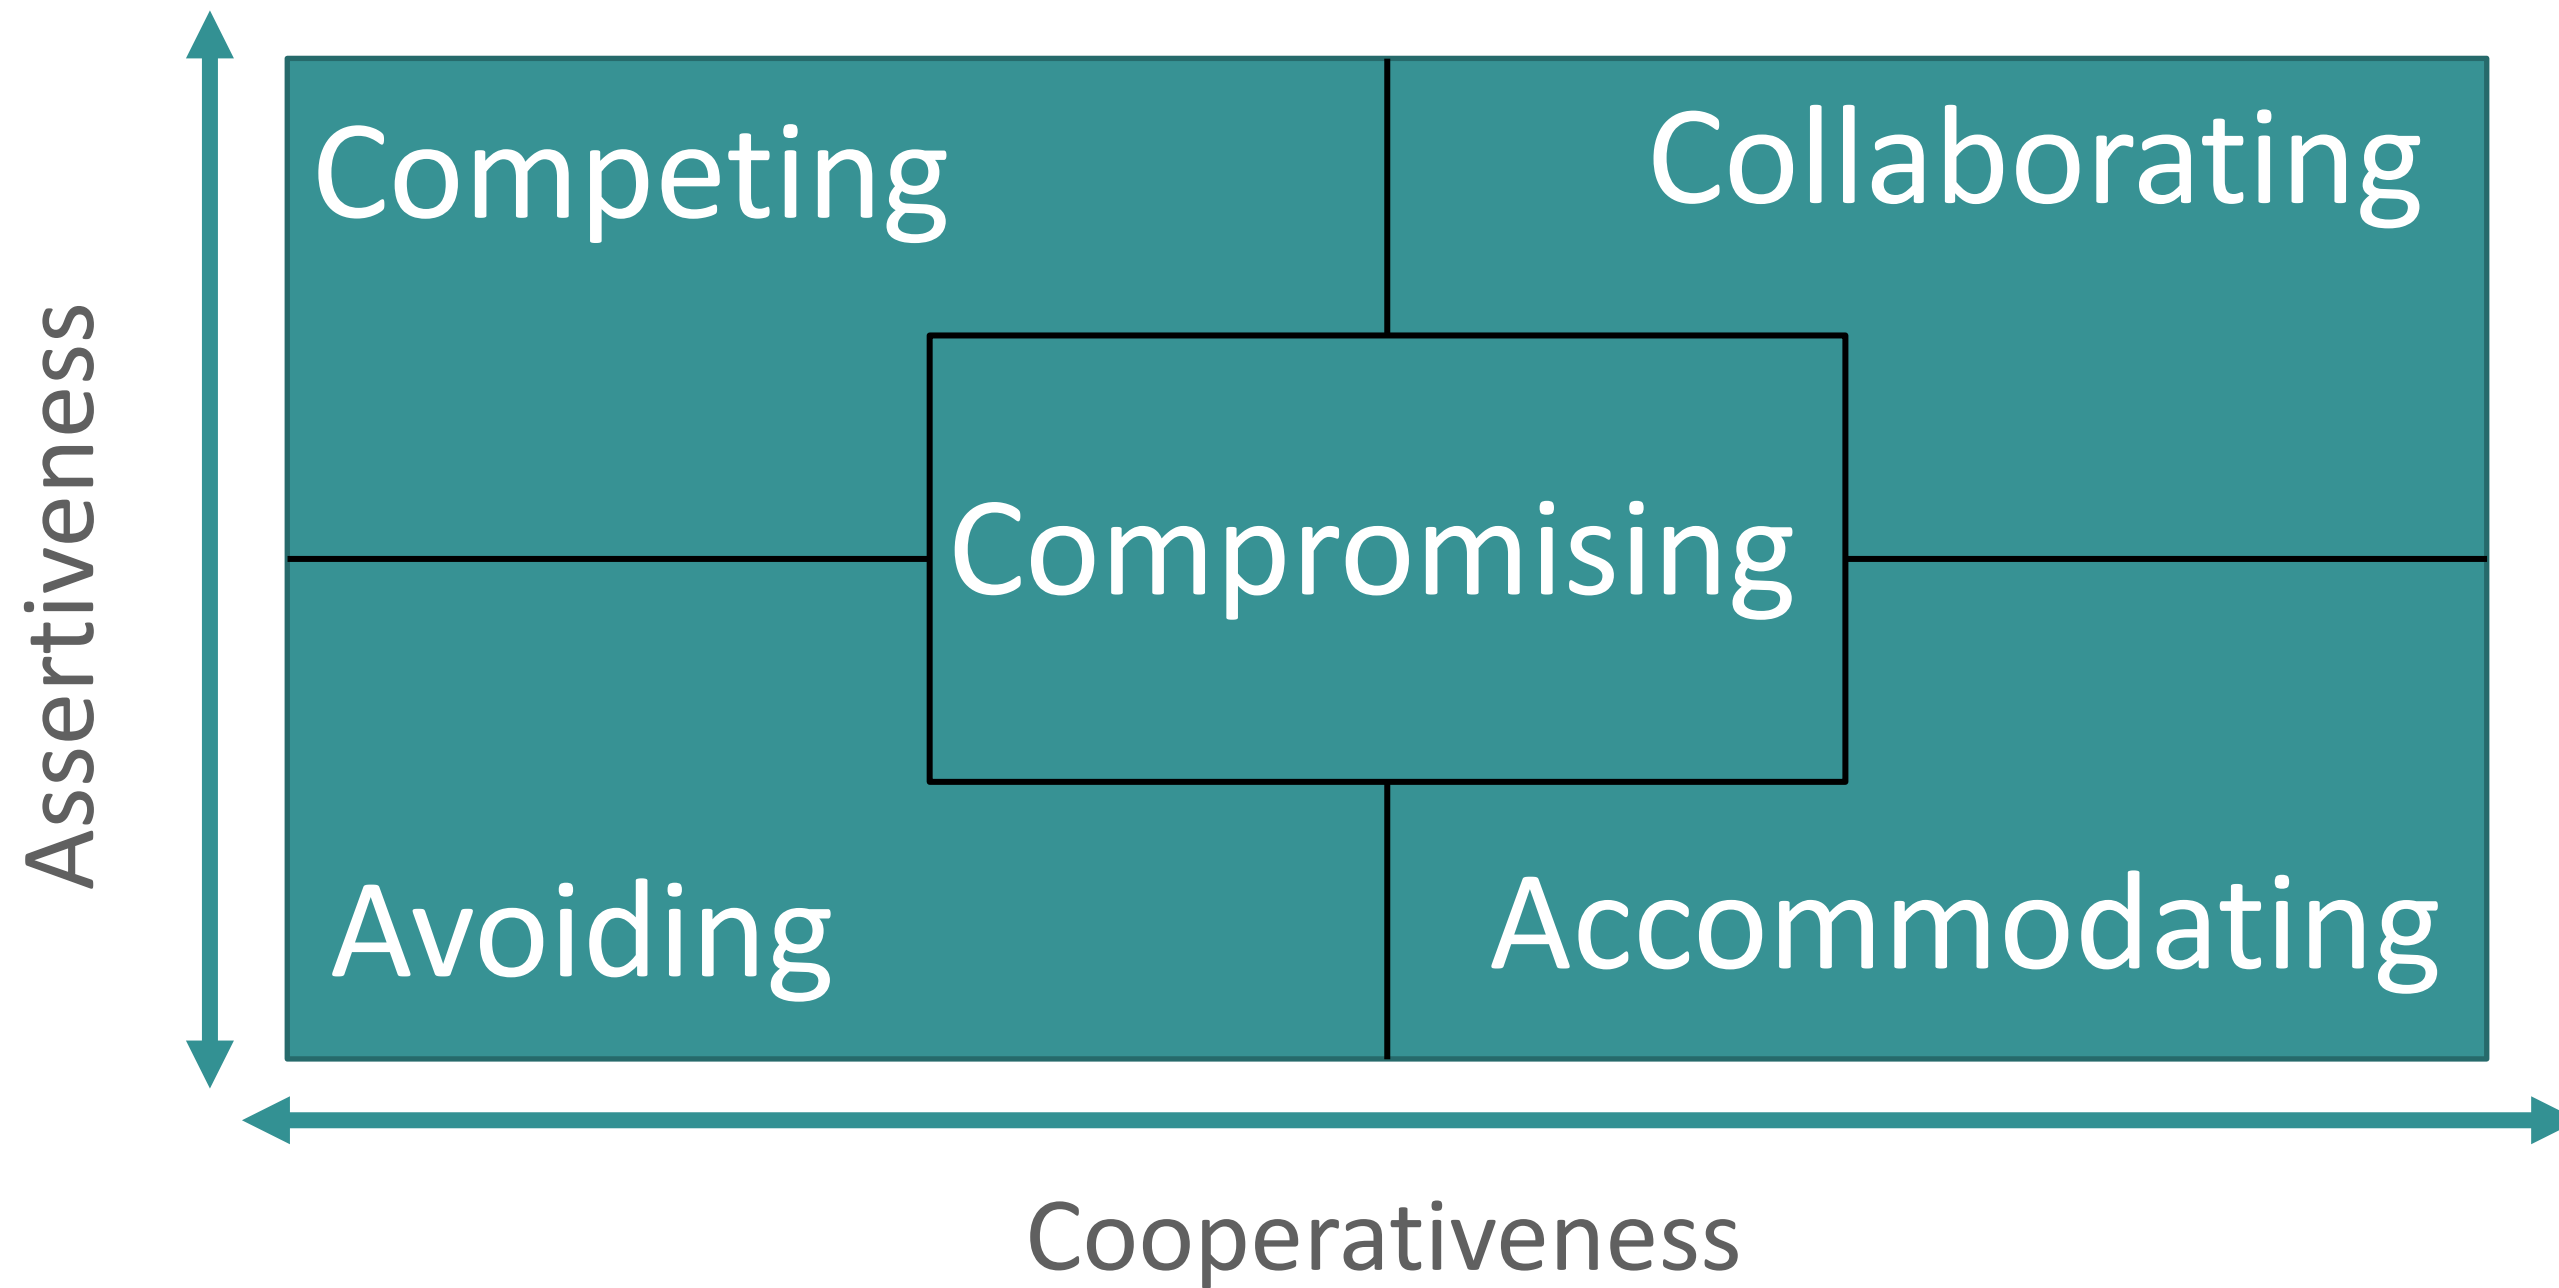 Competing
Collaborating
Assertiveness
Compromising
Avoiding
Accommodating
Cooperativeness